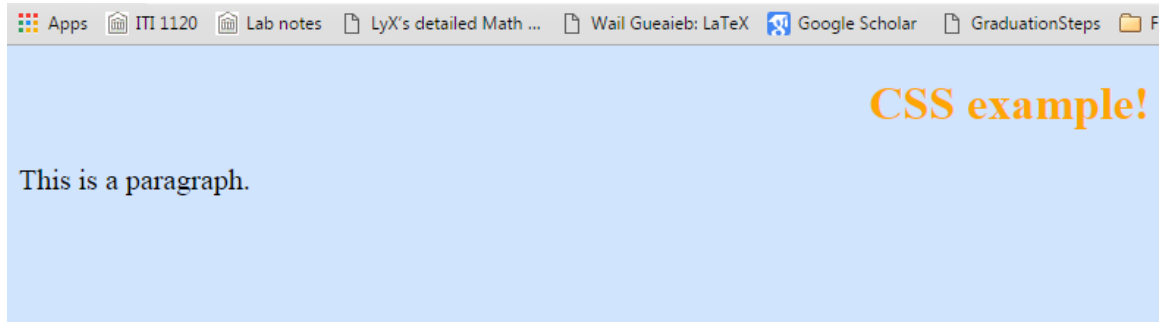 Apps ITI 1120 Lab notes LyX's detailed Math ... Wail Gueaieb: LaTeX Google Scholar GraduationSteps F
CSS example!
This is a paragraph.